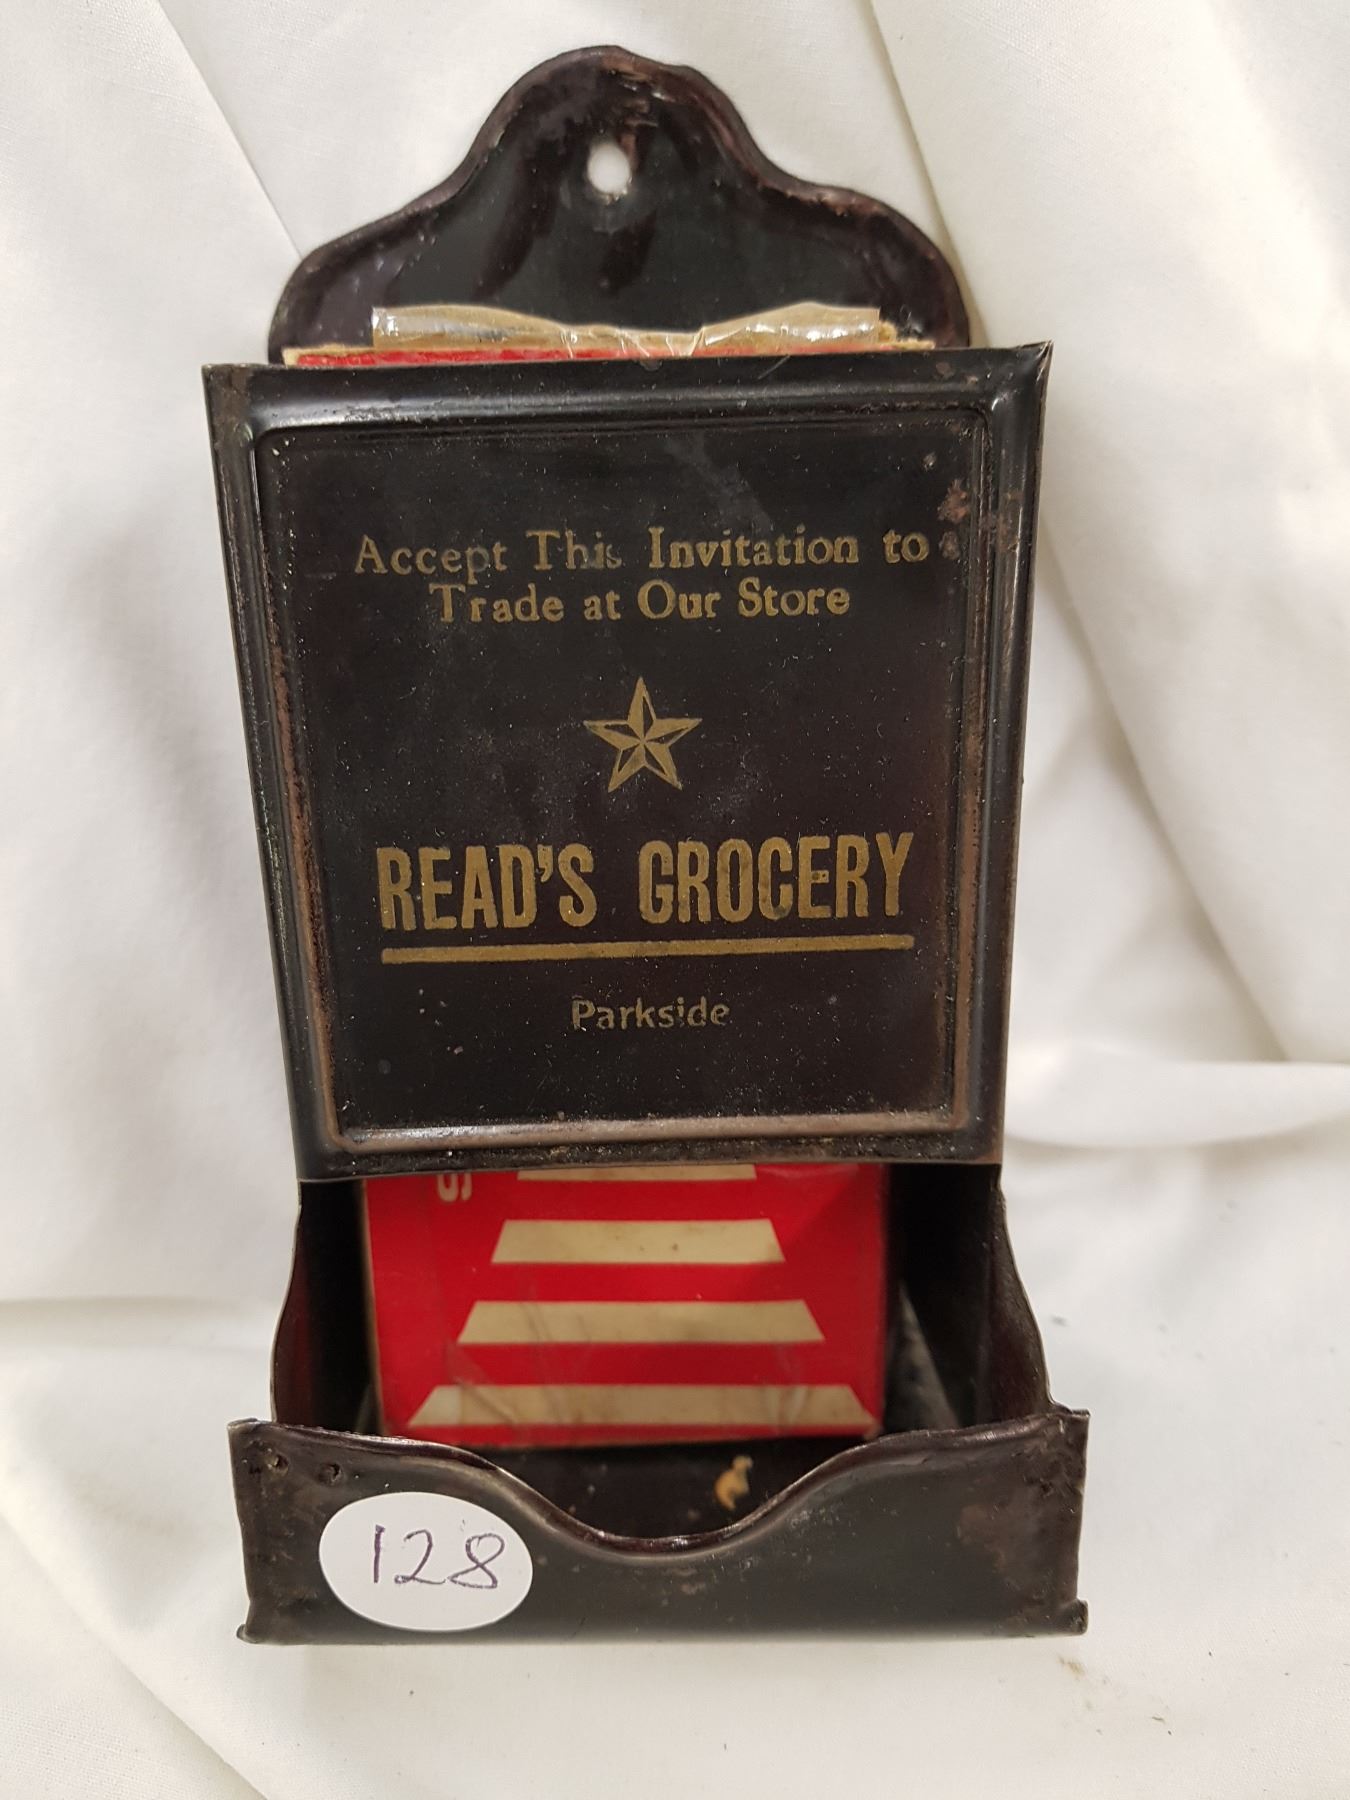 Accept This Invitation to
Trade at Our Store
READ'S GROCERY
Parkside
128